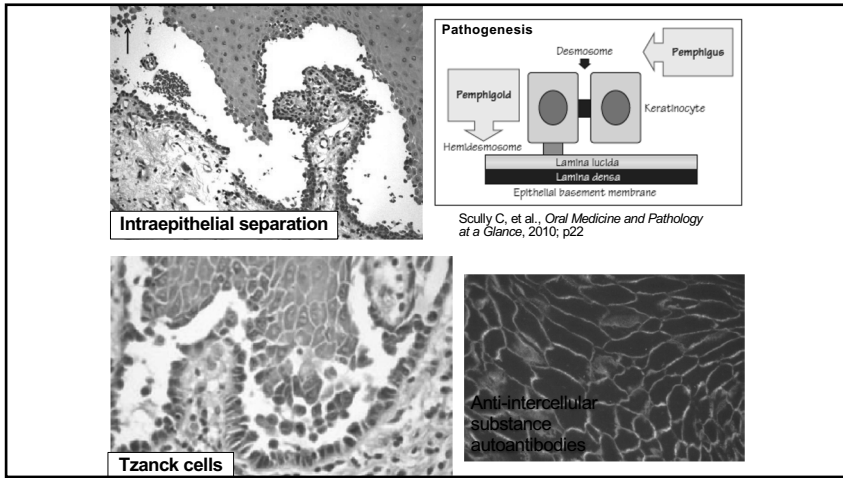 Intraepithelial separation
Pathogenesis
Desmosome
Pemphigus
Pemphigold
Keratinocyte
Hemidesmosome
Lamina lucida
Lamina densa
Epithelial basement membrane
Scully C, et al., Oral Medicine and Pathology
at a Glance, 2010; p22
Tzanck cells
Anti-intercellular
substance
autoantibodies